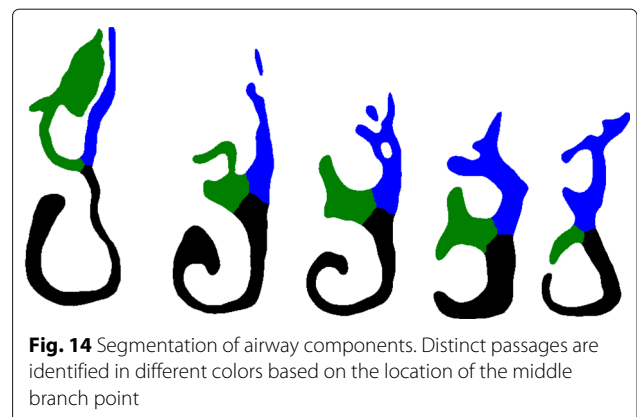 Fig. 14 Segmentation of airway components. Distinct passages are
identified in different colors based on the location of the middle
branch point